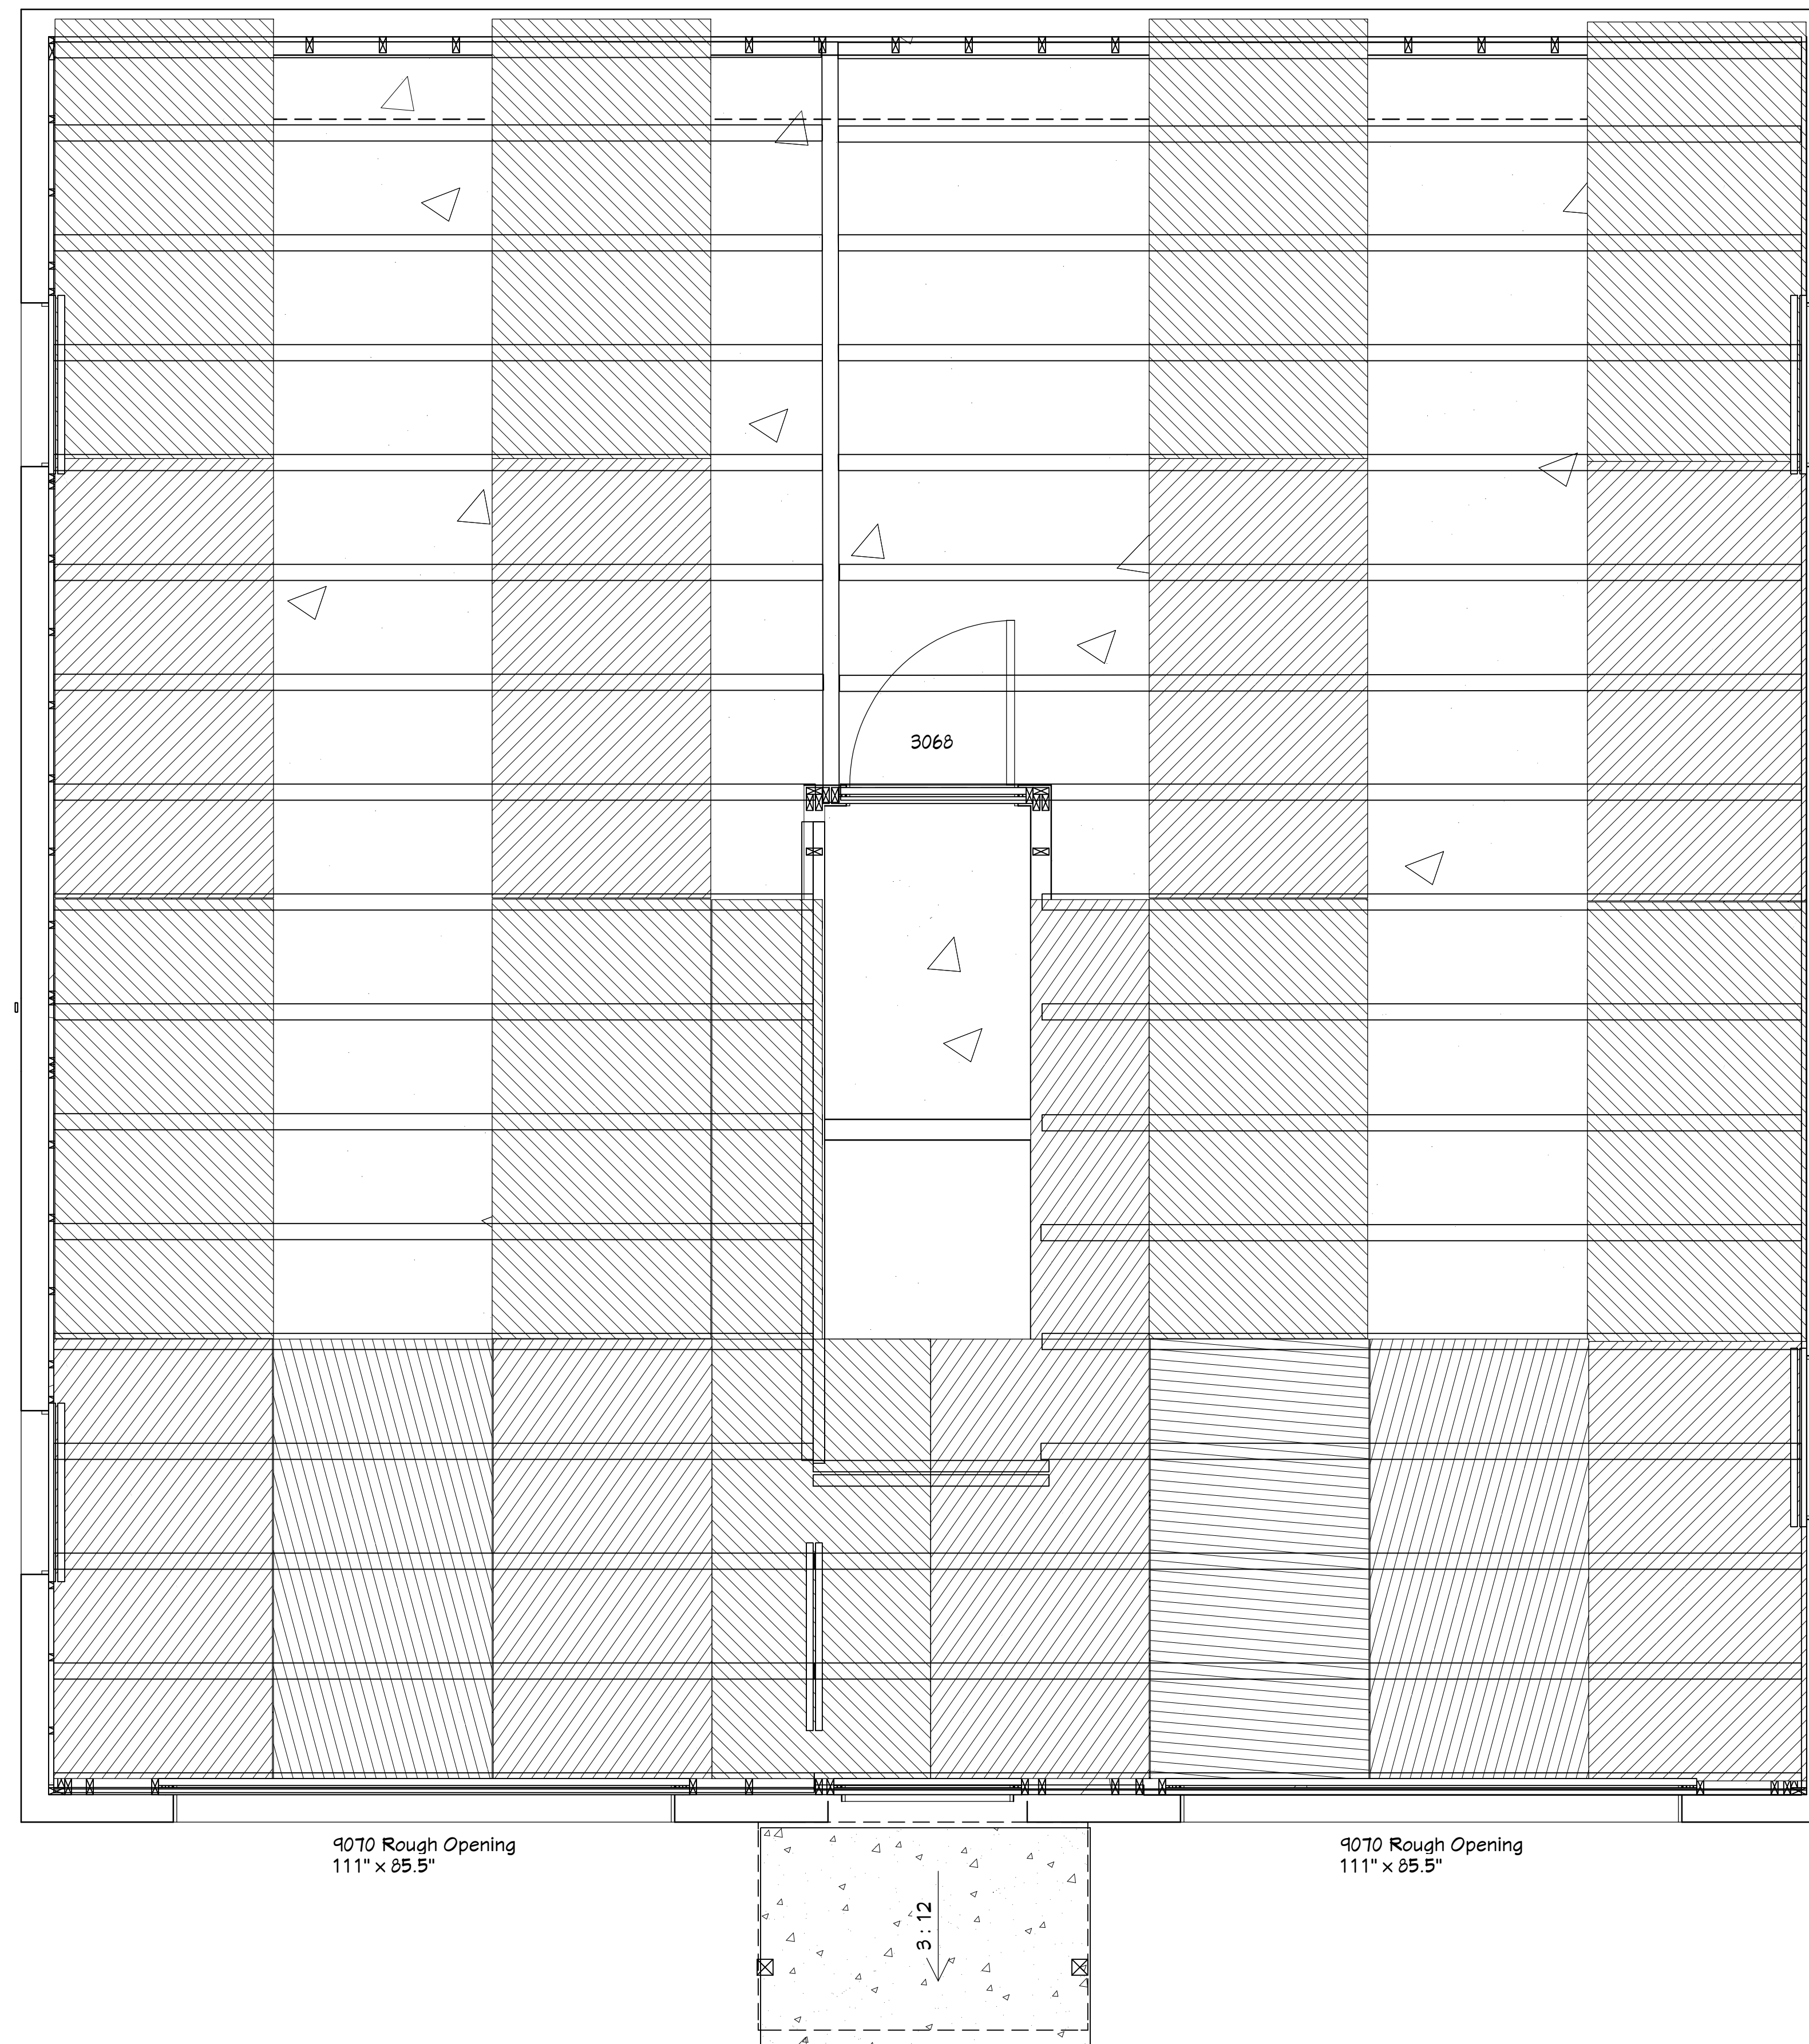 3068
9070 Rough Opening
111" x 85.5"
9070 Rough Opening
111" x 85.5"
3 : 12